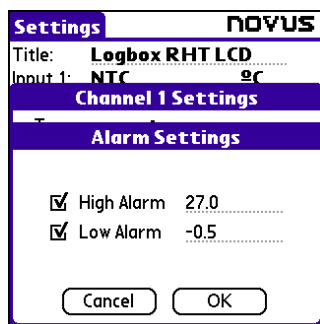 Settings NOVUS
Title: Logbox RHT LCD
Input 1: NTC ºC
Channel 1 Settings
Alarm Settings
High Alarm 27.0
Low Alarm -0.5
Cancel OK